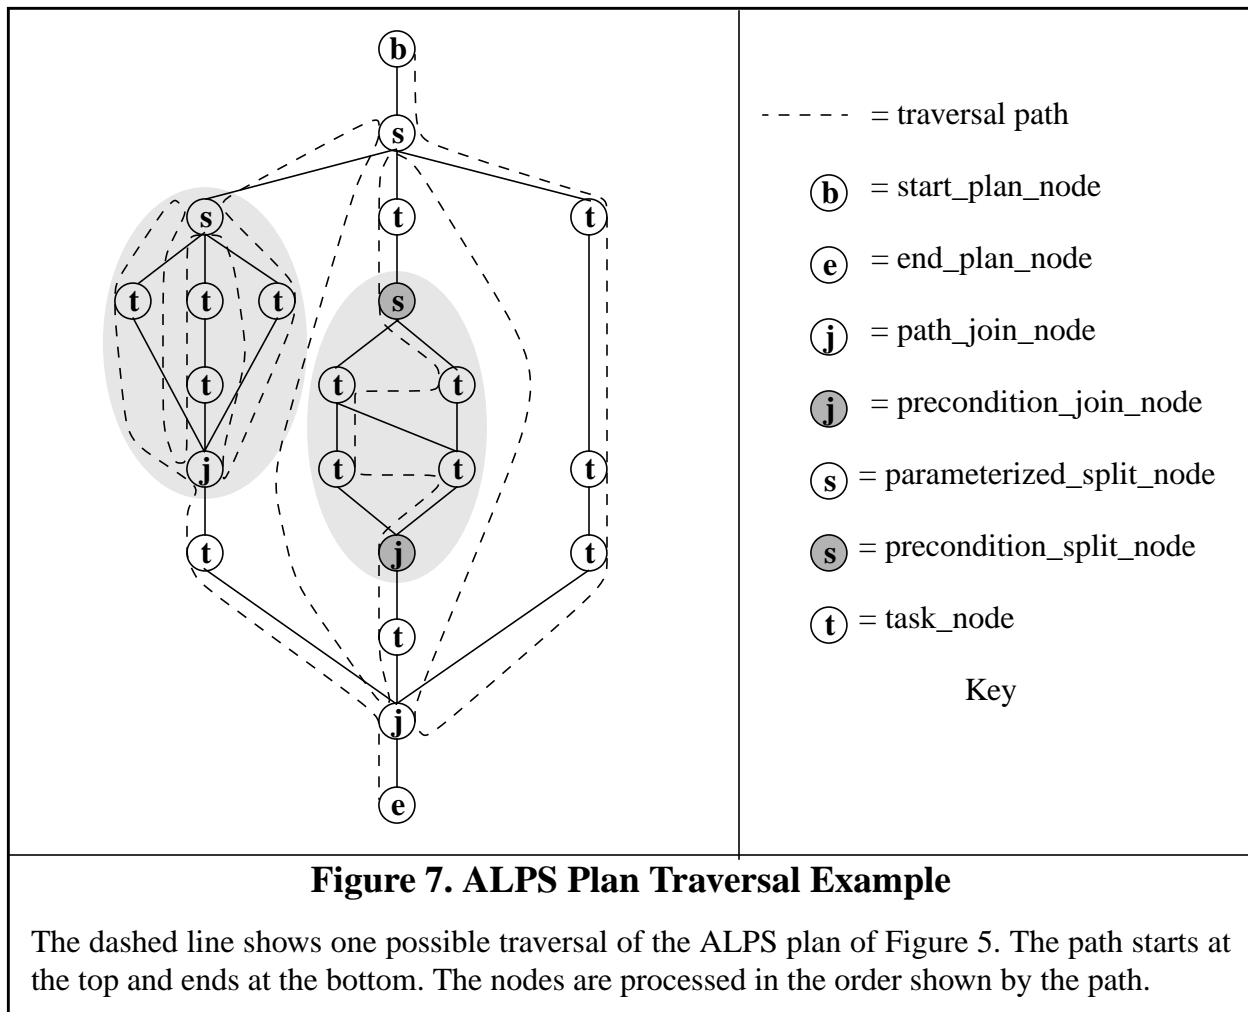 b
s
s
t
t
t
t
t
s
t
t
t
j
t
t
t
t
j
t
t
t
j
e
= traversal path
b = start_plan_node
e = end_plan_node
j = path_join_node
j = precondition_join_node
s = parameterized_split_node
s = precondition_split_node
t = task_node
Key
Figure 7. ALPS Plan Traversal Example
The dashed line shows one possible traversal of the ALPS plan of Figure 5. The path starts at
the top and ends at the bottom. The nodes are processed in the order shown by the path.